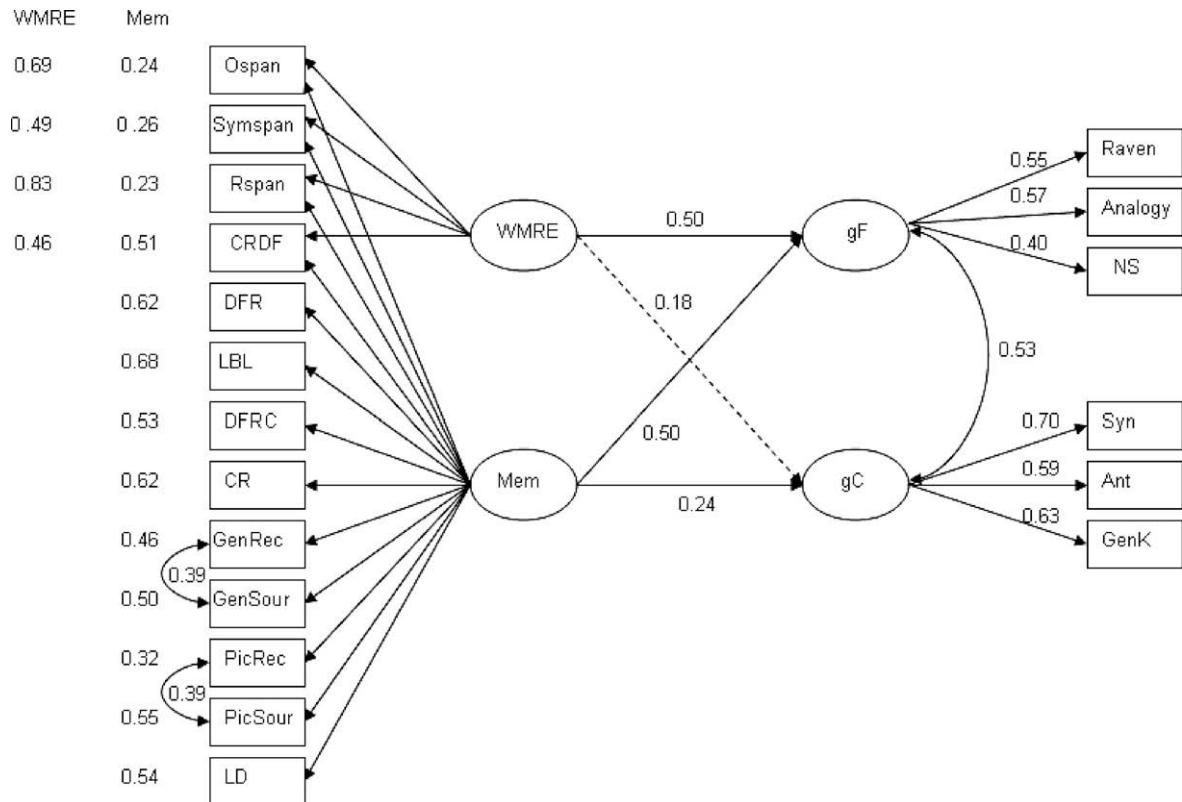 WMRE Mem
0.69 0.24 Ospan
0 .49 0 .26 Symspan
0.83 0.23 Rspan
0.46 0.51 CRDF
0.62 DFR
0.68 LBL
0.53 DFRC
0.62 CR
0.46 GenRec
0.39
0.50 GenSour
0.32 PicRec
0.39
0.55 PicSour
0.54 LD
WMRE
Mem
0.50
0.18
0.50
0.24
gF
gC
0.53
0.55
Raven
0.57
Analogy
0.40
NS
0.70
Syn
0.59
Ant
0.63
GenK